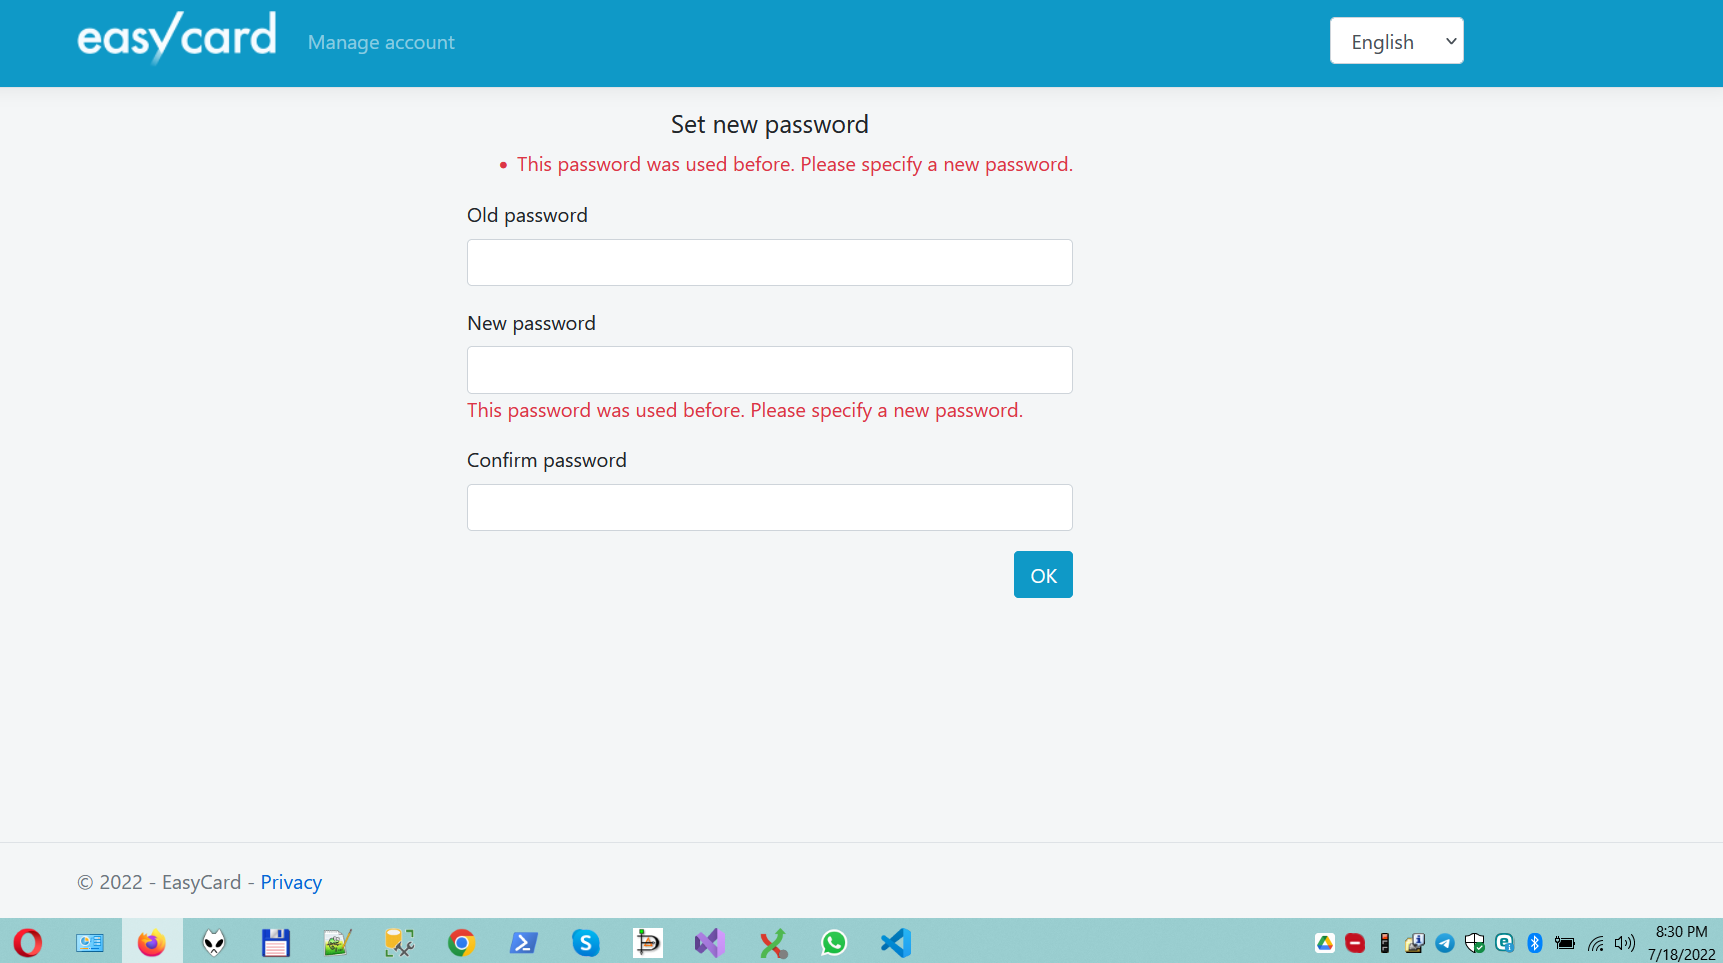 easycard
Manage account
English
Set new password
• This password was used before. Please specify a new password.
Old password
New password
This password was used before. Please specify a new password.
Confirm password
OK
© 2022 - EasyCard - Privacy
8:30 PM
7/18/2022